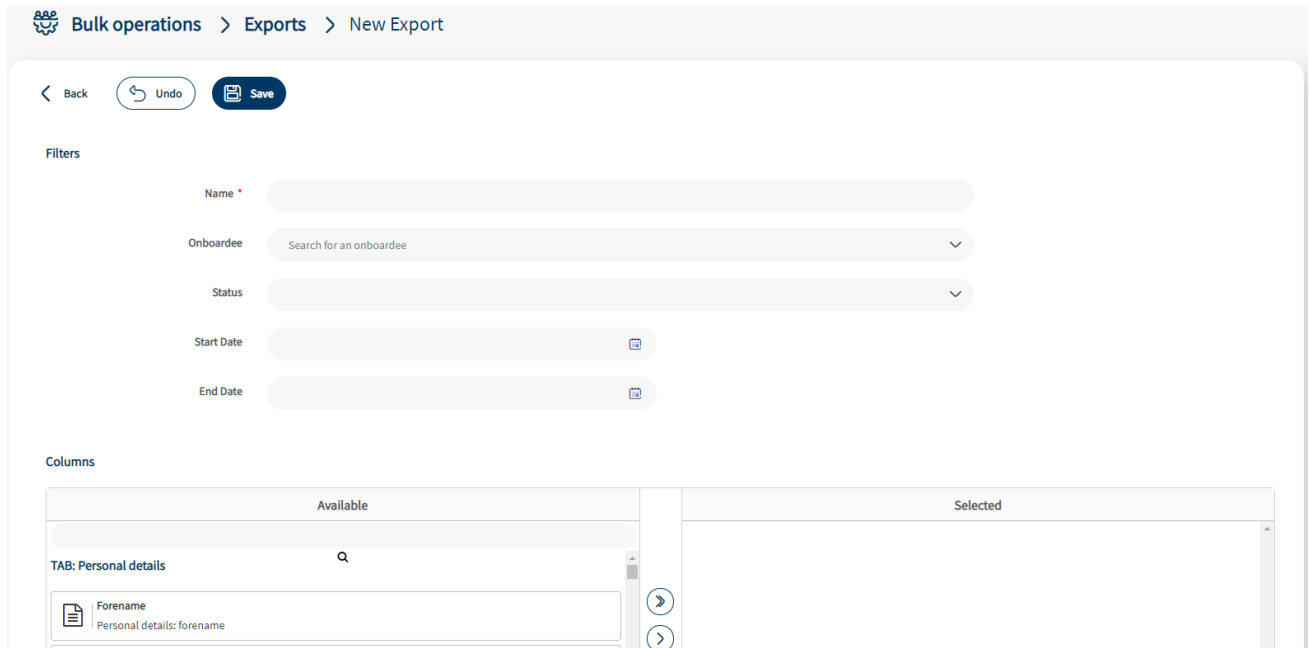 Bulk operations > Exports > New Export
Back Undo Save
Filters
Name *
Onboardee Search for an onboardee
Status
Start Date
End Date
Columns
Available Selected
TAB: Personal details
Forename
Personal details: forename